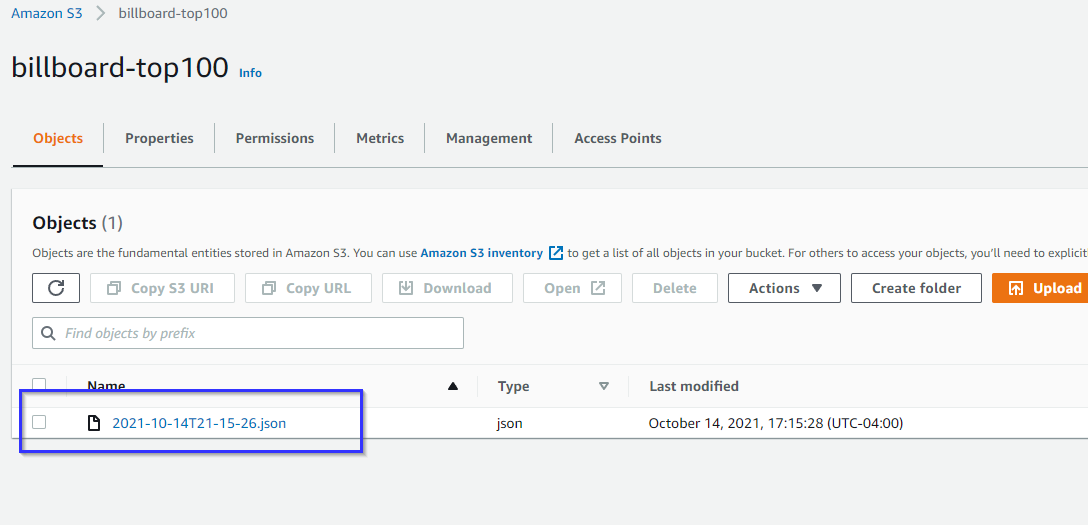 Amazon S3 > billboard-top100
billboard-top100 Info
Objects Properties Permissions Metrics Management Access Points
Objects (1)
Objects are the fundamental entities stored in Amazon S3. You can use Amazon S3 inventory to get a list of all objects in your bucket. For others to access your objects, you'll need to explicit
Copy S3 URI Copy URL Download Open Delete Actions Create folder Upload
Find objects by prefix
Name Type Last modified
2021-10-14T21-15-26.json json October 14, 2021, 17:15:28 (UTC-04:00)